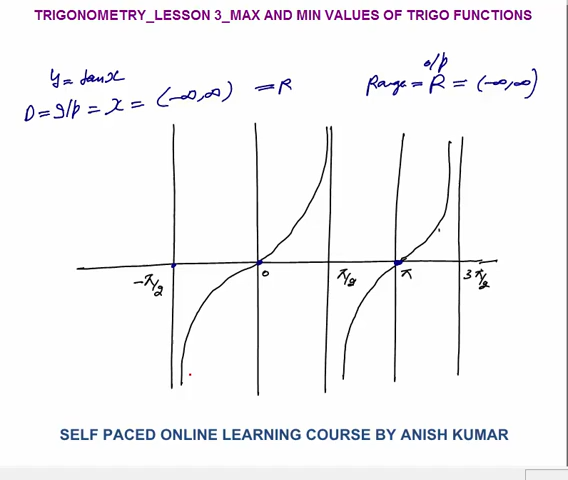 TRIGONOMETRY_LESSON 3_MAX AND MIN VALUES OF TRIGO FUNCTIONS
y = tan x
D = I/p = x = (-∞,∞) = R
o/p
Range = R = (-∞,∞)
-π/2 0 π/2 π 3π/2
SELF PACED ONLINE LEARNING COURSE BY ANISH KUMAR